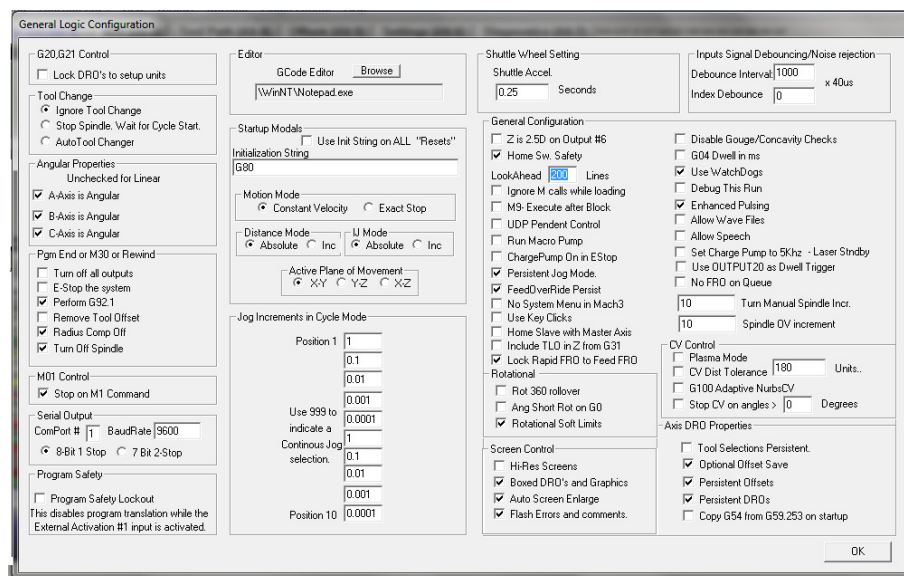 General Logic Configuration
G20,G21 Control
Lock DRO's to setup units
Tool Change
Ignore Tool Change
Stop Spindle. Wait for Cycle Start.
AutoTool Changer
Angular Properties
Unchecked for Linear
A-Axis is Angular
B-Axis is Angular
C-Axis is Angular
Pgm End or M30 or Rewind
Turn off all outputs
E-Stop the system
Perform G92.1
Remove Tool Offset
Radius Comp Off
Turn Off Spindle
M01 Control
Stop on M1 Command
Serial Output
ComPort # 1 BaudRate 9600
8-Bit 1 Stop 7 Bit 2-Stop
Program Safety
Program Safety Lockout
This disables program translation while the
External Activation #1 input is activated.
Editor
GCode Editor Browse
\WinNT\Notepad.exe
Startup Modals
Use Init String on ALL "Resets"
Initialization String
G80
Motion Mode
Constant Velocity Exact Stop
Distance Mode
Absolute Inc
IJ Mode
Absolute Inc
Active Plane of Movement
X-Y Y-Z X-Z
Jog Increments in Cycle Mode
Position 1 1
0.1
0.01
0.001
Use 999 to 0.0001
indicate a
Continous Jog 1
selection. 0.1
0.01
0.001
Position 10 0.0001
Shuttle Wheel Setting
Shuttle Accel.
0.25 Seconds
Inputs Signal Debouncing/Noise rejection
Debounce Interval: 1000 x 40us
Index Debounce 0
General Configuration
Z is 2.5D on Output #6
Home Sw. Safety
LookAhead 200 Lines
Ignore M calls while loading
M9- Execute after Block
UDP Pendent Control
Run Macro Pump
ChargePump On in EStop
Persistent Jog Mode.
FeedOverRide Persist
No System Menu in Mach3
Use Key Clicks
Home Slave with Master Axis
Include TLO in Z from G31
Lock Rapid FRO to Feed FRO
Disable Gouge/Concavity Checks
G04 Dwell in ms
Use WatchDogs
Debug This Run
Enhanced Pulsing
Allow Wave Files
Allow Speech
Set Charge Pump to 5Khz - Laser Stndby
Use OUTPUT20 as Dwell Trigger
No FRO on Queue
10 Turn Manual Spindle Incr.
10 Spindle OV increment
Rotational
Rot 360 rollover
Ang Short Rot on G0
Rotational Soft Limits
CV Control
Plasma Mode
CV Dist Tolerance 180 Units..
G100 Adaptive NurbsCV
Stop CV on angles > 0 Degrees
Screen Control
Hi-Res Screens
Boxed DRO's and Graphics
Auto Screen Enlarge
Flash Errors and comments.
Axis DRO Properties
Tool Selections Persistent.
Optional Offset Save
Persistent Offsets
Persistent DROs
Copy G54 from G59.253 on startup
OK